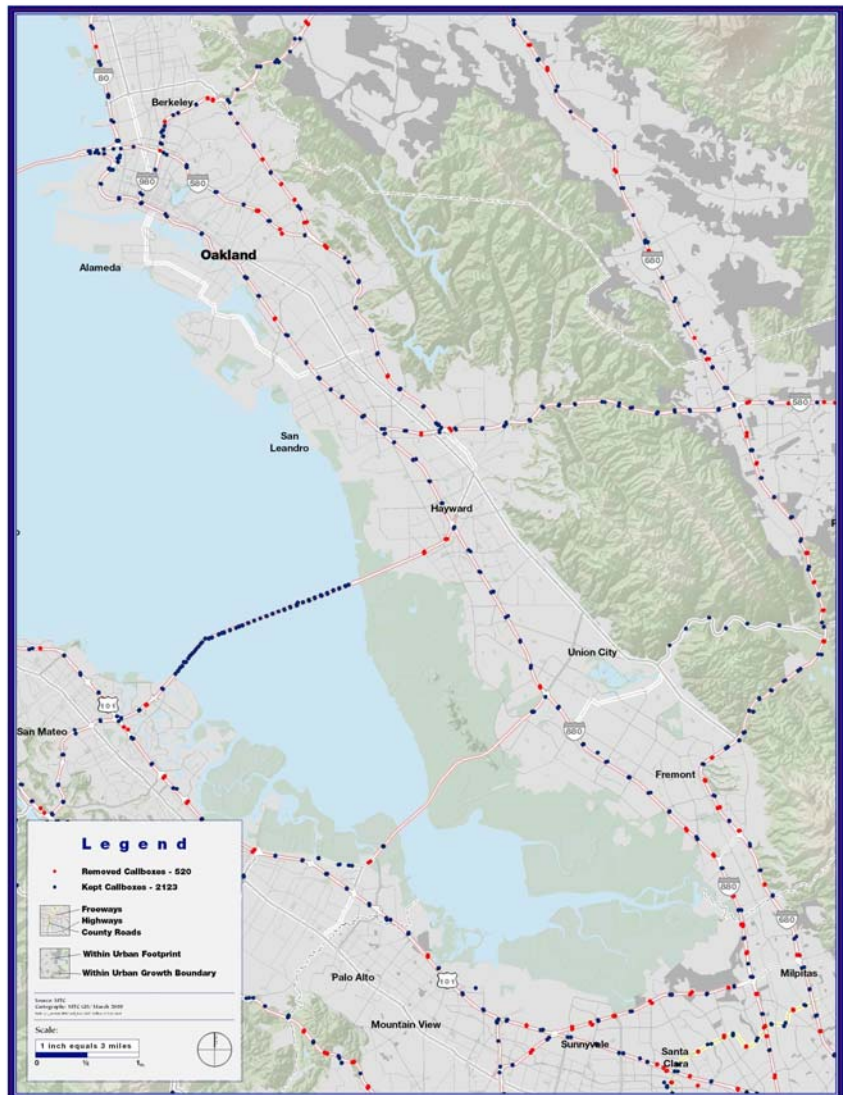 80
Berkeley
980
580
Oakland
Alameda
680
580
San
Leandro
Hayward
Union City
101
San Mateo
880
Fremont
Legend
Removed Callboxes - 520
Kept Callboxes - 2123
Freeways
Highways
County Roads
Within Urban Footprint
Within Urban Growth Boundary
Source: MTC
Scale:
1 inch equals 3 miles
0
880
680
Palo Alto
101
Milpitas
Mountain View
Sunnyvale
Santa
Clara